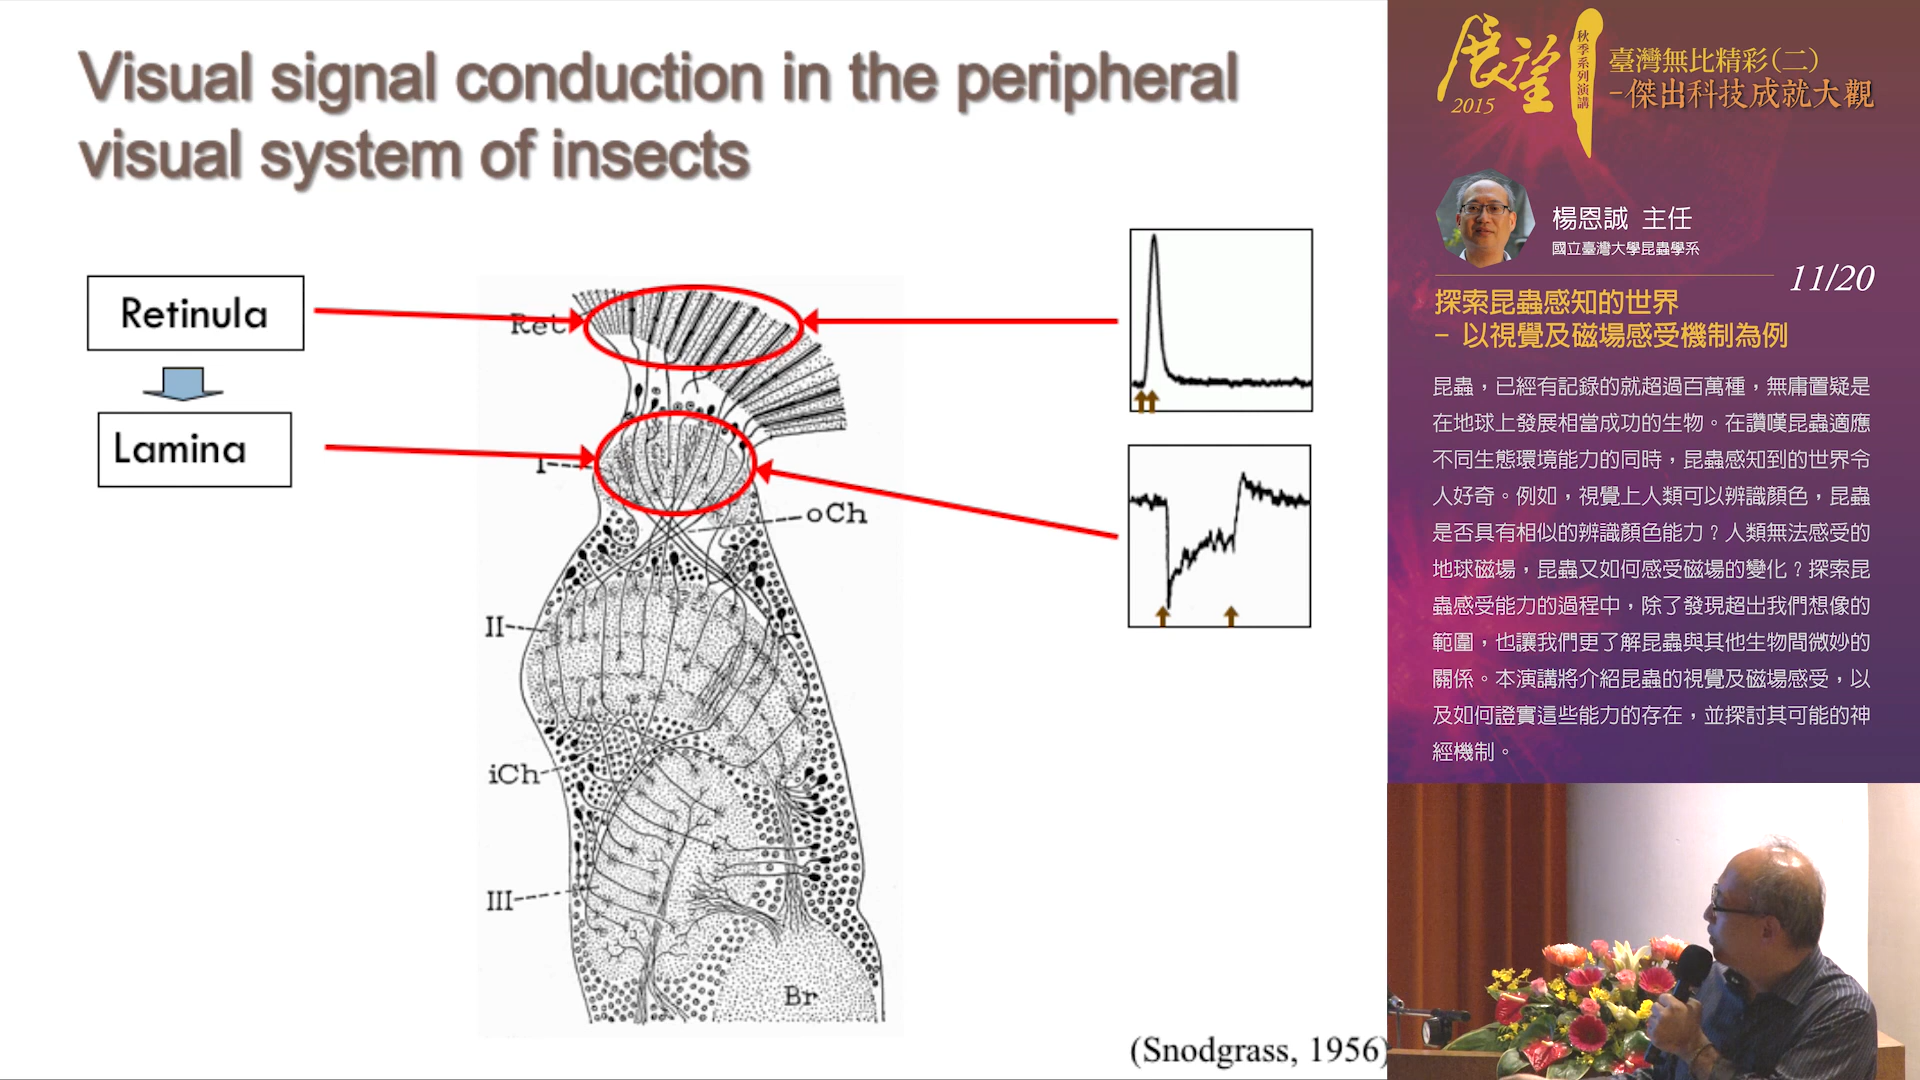 Visual signal conduction in the peripheral
visual system of insects
Retinula
Lamina
Ret
I
oCh
II
iCh
III
Br
(Snodgrass, 1956)
展望
2015
秋季系列演講
臺灣無比精彩(二)
-傑出科技成就大觀
楊恩誠 主任
國立臺灣大學昆蟲學系
11/20
探索昆蟲感知的世界
- 以視覺及磁場感受機制為例
昆蟲，已經有記錄的就超過百萬種，無庸置疑是
在地球上發展相當成功的生物。在讚嘆昆蟲適應
不同生態環境能力的同時，昆蟲感知到的世界令
人好奇。例如，視覺上人類可以辨識顏色，昆蟲
是否具有相似的辨識顏色能力？人類無法感受的
地球磁場，昆蟲又如何感受磁場的變化？探索昆
蟲感受能力的過程中，除了發現超出我們想像的
範圍，也讓我們更了解昆蟲與其他生物間微妙的
關係。本演講將介紹昆蟲的視覺及磁場感受，以
及如何證實這些能力的存在，並探討其可能的神
經機制。